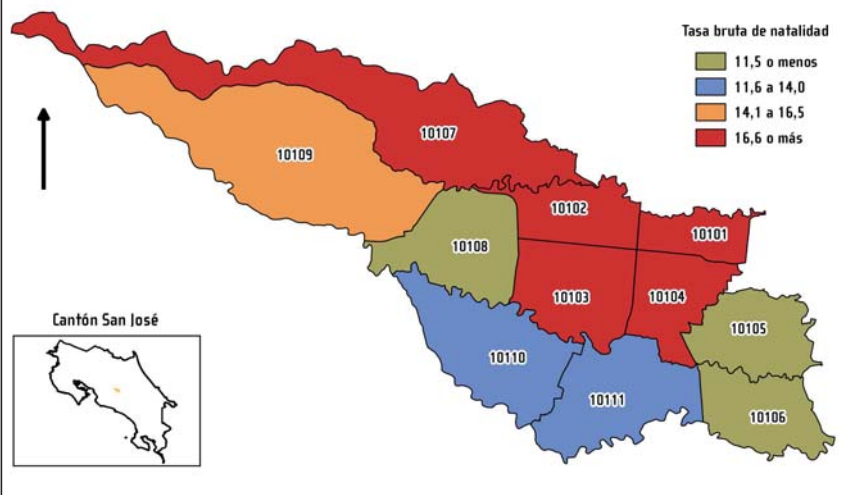 Tasa bruta de natalidad
11,5 o menos
11,6 a 14,0
14,1 a 16,5
16,6 o más
10107
10109
10102
10101
10108
10103
10104
10105
10110
10111
10106
Cantón San José